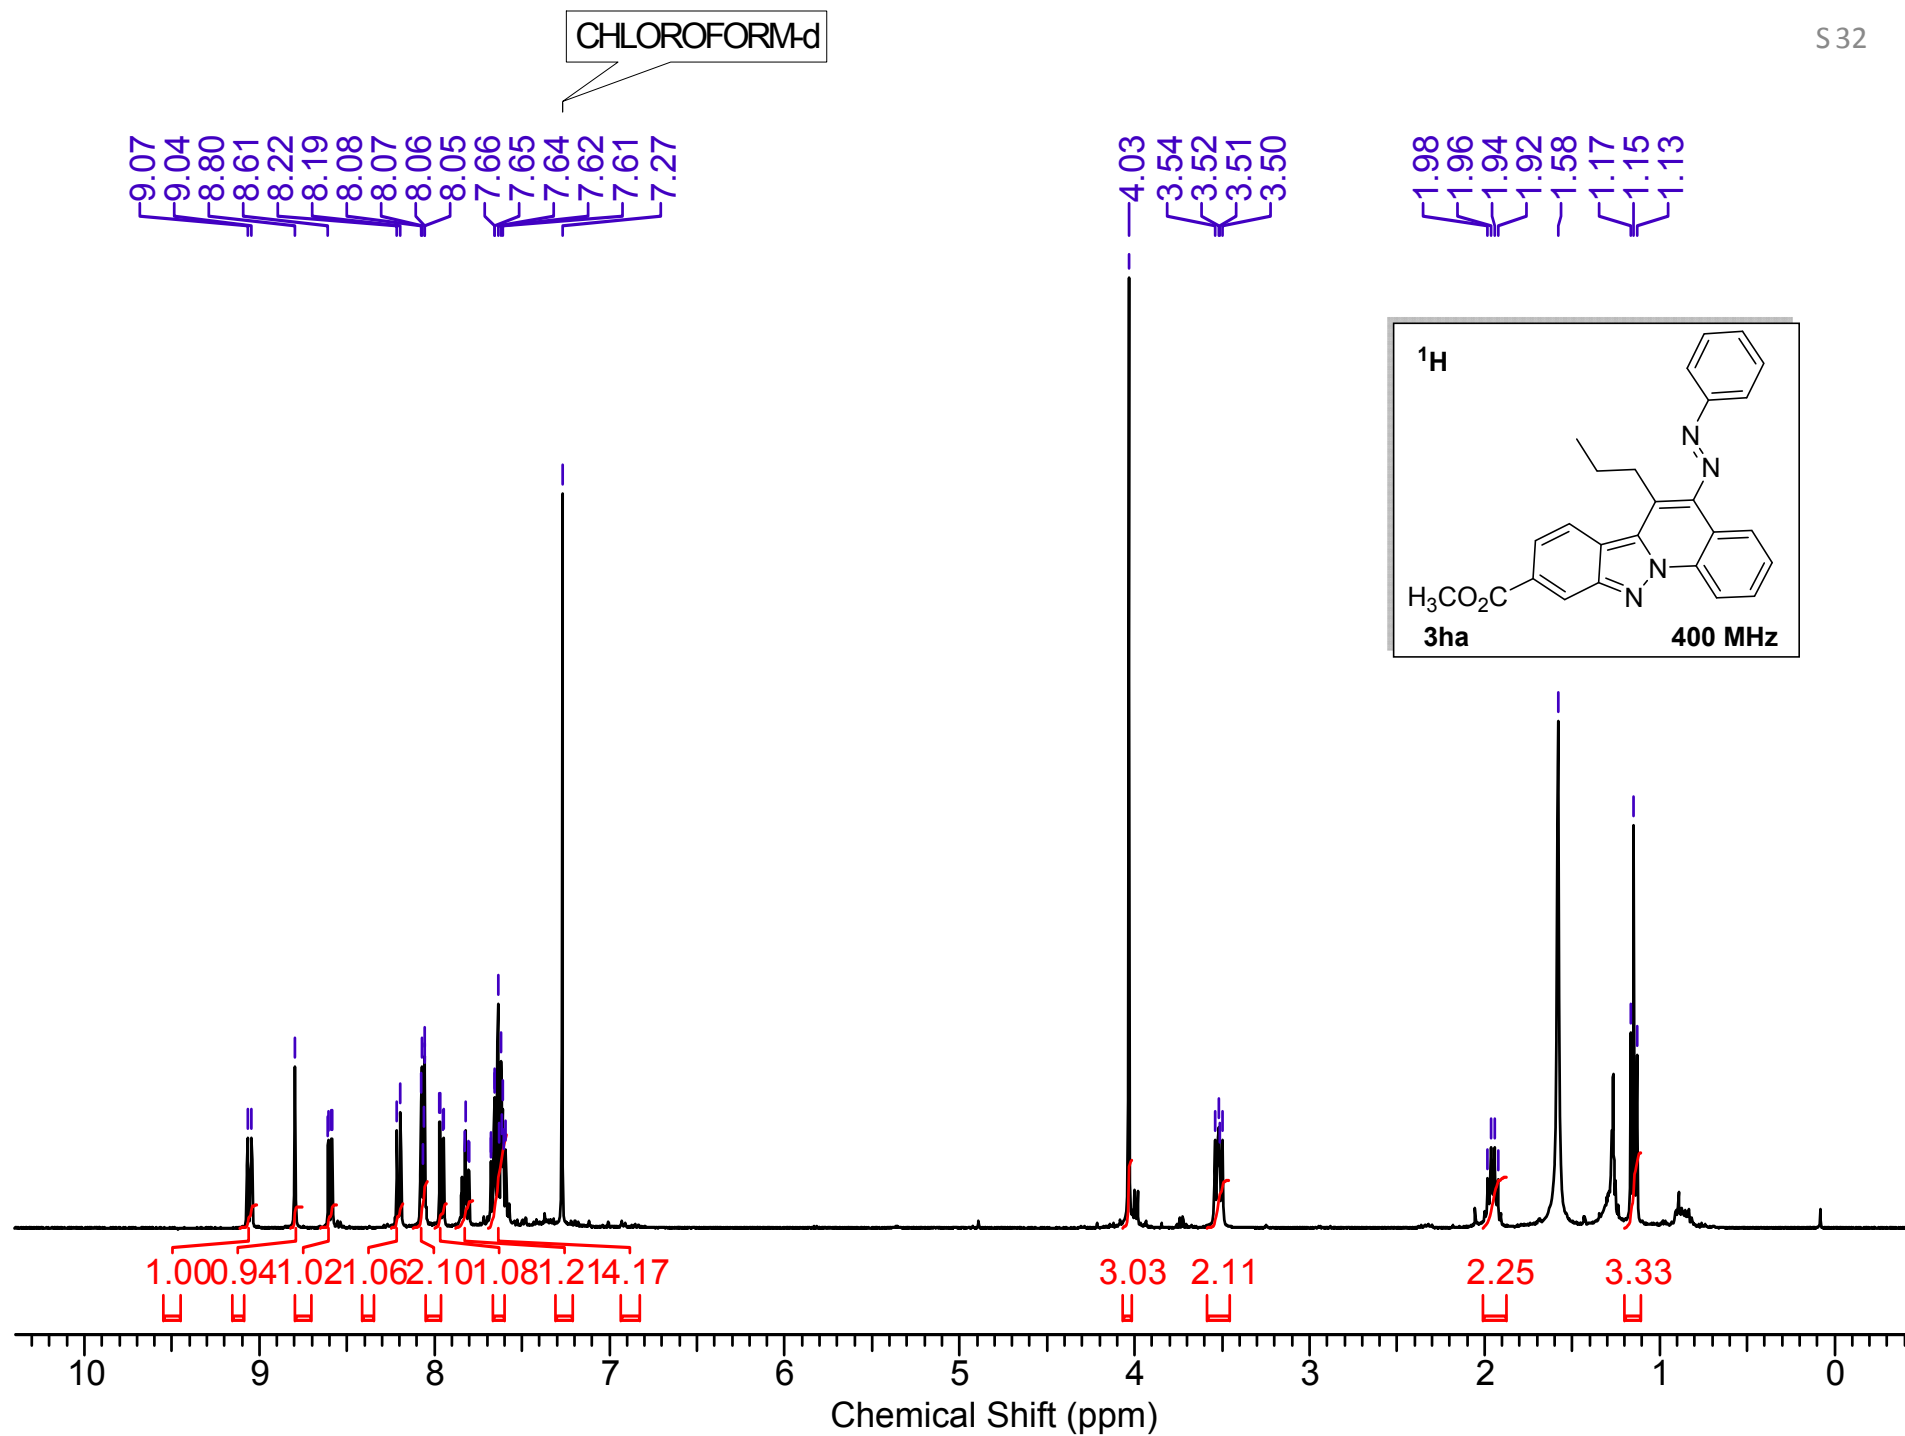 CHLOROFORM-d
S 32
9.07
9.04
8.80
8.61
8.22
8.19
8.08
8.07
8.06
8.05
7.66
7.65
7.64
7.62
7.61
7.27
4.03
3.54
3.52
3.51
3.50
1.98
1.96
1.94
1.92
1.58
1.17
1.15
1.13
¹H
N
N
N
N
H₃CO₂C
3ha 400 MHz
1.00 0.94 1.02 1.06 2.10 1.08 1.21 4.17 3.03 2.11 2.25 3.33
10 9 8 7 6 5 4 3 2 1 0
Chemical Shift (ppm)